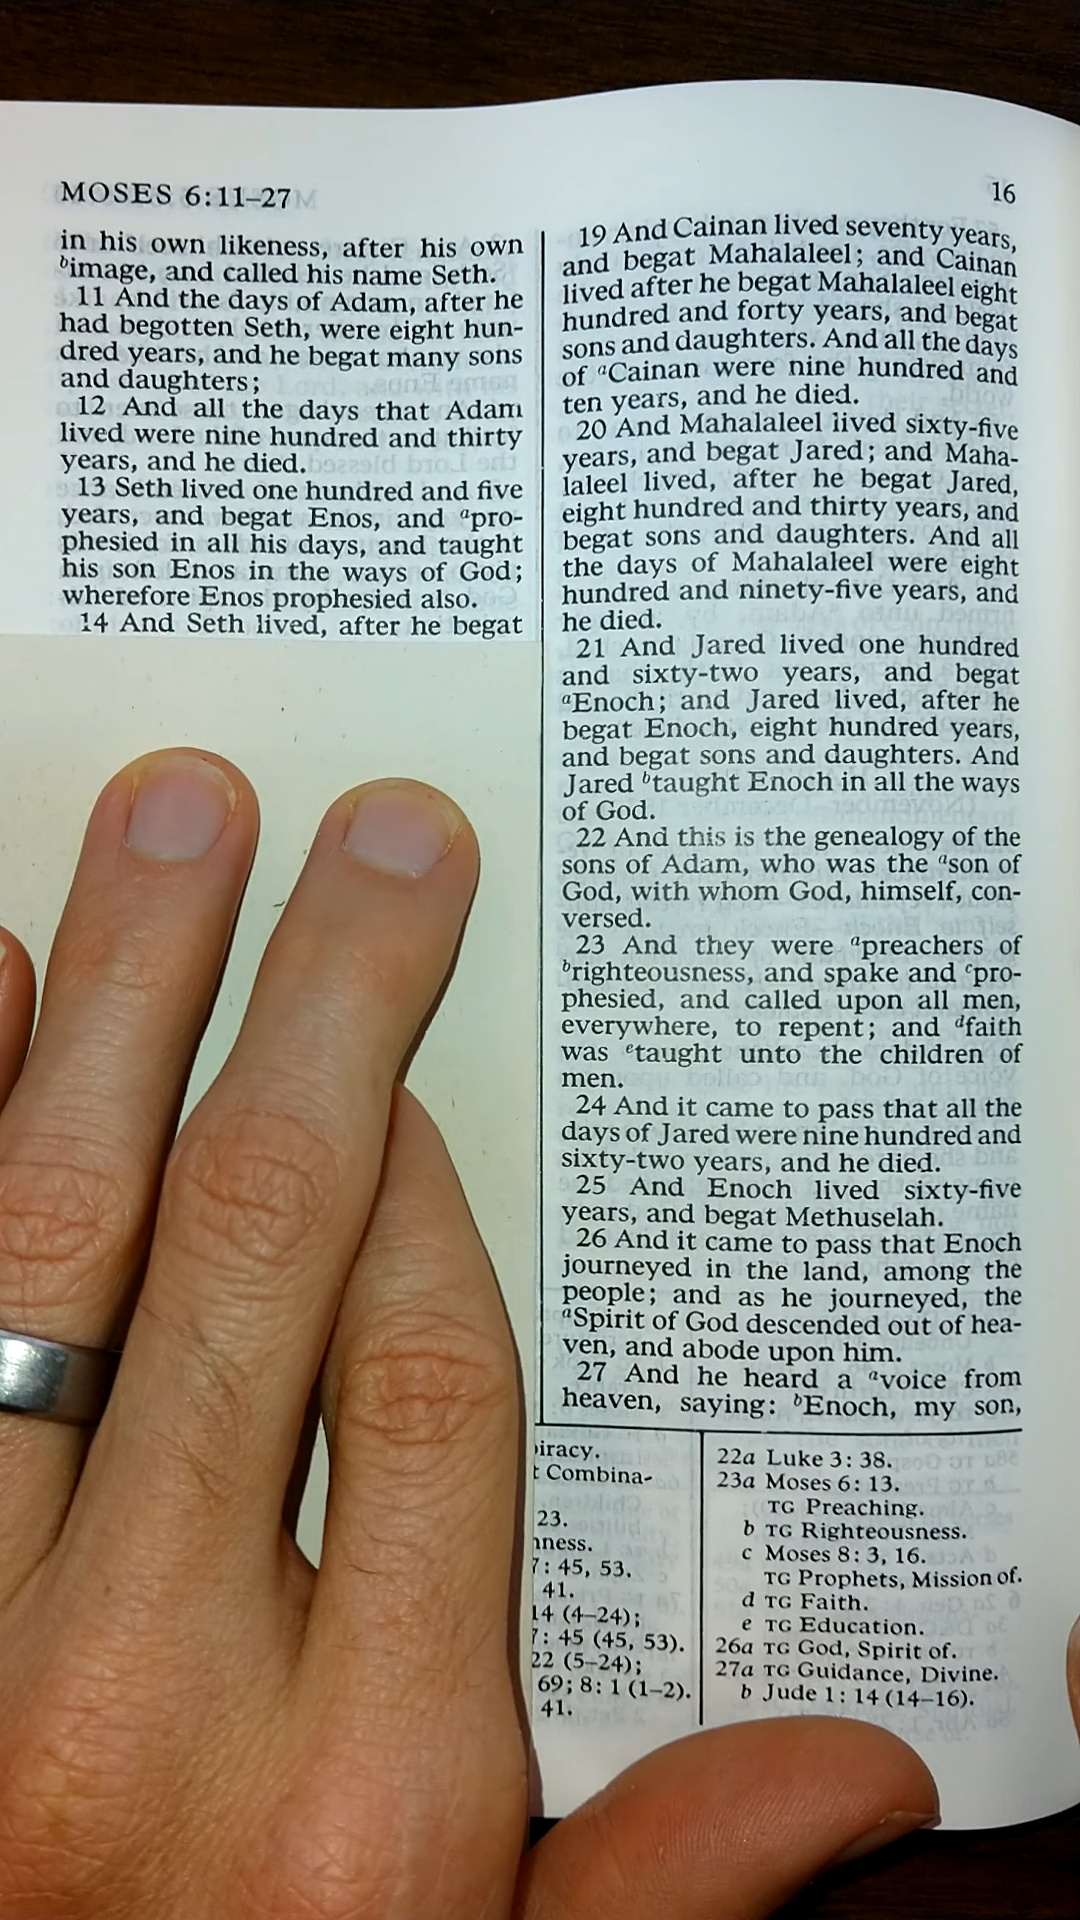 MOSES 6:11–27
16
in his own likeness, after his own
ᵇimage, and called his name Seth.
11 And the days of Adam, after he
had begotten Seth, were eight hun-
dred years, and he begat many sons
and daughters;
12 And all the days that Adam
lived were nine hundred and thirty
years, and he died.
13 Seth lived one hundred and five
years, and begat Enos, and ᵃpro-
phesied in all his days, and taught
his son Enos in the ways of God;
wherefore Enos prophesied also.
14 And Seth lived, after he begat
19 And Cainan lived seventy years,
and begat Mahalaleel; and Cainan
lived after he begat Mahalaleel eight
hundred and forty years, and begat
sons and daughters. And all the days
of ᵃCainan were nine hundred and
ten years, and he died.
20 And Mahalaleel lived sixty-five
years, and begat Jared; and Maha-
laleel lived, after he begat Jared,
eight hundred and thirty years, and
begat sons and daughters. And all
the days of Mahalaleel were eight
hundred and ninety-five years, and
he died.
21 And Jared lived one hundred
and sixty-two years, and begat
ᵃEnoch; and Jared lived, after he
begat Enoch, eight hundred years,
and begat sons and daughters. And
Jared ᵇtaught Enoch in all the ways
of God.
22 And this is the genealogy of the
sons of Adam, who was the ᵃson of
God, with whom God, himself, con-
versed.
23 And they were ᵃpreachers of
ᵇrighteousness, and spake and ᶜpro-
phesied, and called upon all men,
everywhere, to repent; and ᵈfaith
was ᵉtaught unto the children of
men.
24 And it came to pass that all the
days of Jared were nine hundred and
sixty-two years, and he died.
25 And Enoch lived sixty-five
years, and begat Methuselah.
26 And it came to pass that Enoch
journeyed in the land, among the
people; and as he journeyed, the
ᵃSpirit of God descended out of hea-
ven, and abode upon him.
27 And he heard a ᵃvoice from
heaven, saying: ᵇEnoch, my son,
Combina-
23.
: 45, 53.
41.
14 (4–24);
: 45 (45, 53).
22 (5–24);
69; 8: 1 (1–2).
41.
22a Luke 3: 38.
23a Moses 6: 13.
TG Preaching.
b TG Righteousness.
c Moses 8: 3, 16.
TG Prophets, Mission of.
d TG Faith.
e TG Education.
26a TG God, Spirit of.
27a TG Guidance, Divine.
b Jude 1: 14 (14–16).